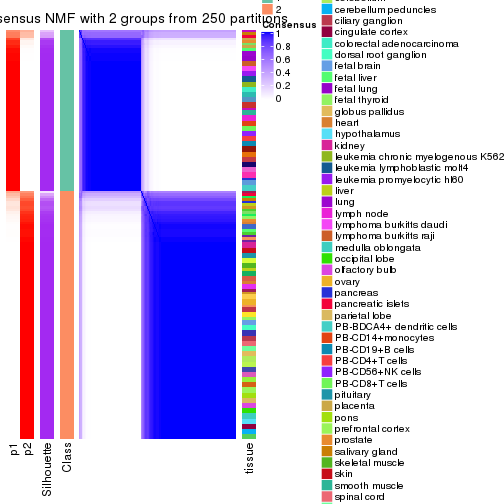 sensus NMF with 2 groups from 250 partitions
2
Consensus
1
0.8
0.6
0.4
0.2
0
cerebellum peduncles
ciliary ganglion
cingulate cortex
colorectal adenocarcinoma
dorsal root ganglion
fetal brain
fetal liver
fetal lung
fetal thyroid
globus pallidus
heart
hypothalamus
kidney
leukemia chronic myelogenous K562
leukemia lymphoblastic molt4
leukemia promyelocytic hl60
liver
lung
lymph node
lymphoma burkitts daudi
lymphoma burkitts raji
medulla oblongata
occipital lobe
olfactory bulb
ovary
pancreas
pancreatic islets
parietal lobe
PB-BDCA4+ dendritic cells
PB-CD14+monocytes
PB-CD19+B cells
PB-CD4+T cells
PB-CD56+NK cells
PB-CD8+T cells
pituitary
placenta
pons
prefrontal cortex
prostate
salivary gland
skeletal muscle
skin
smooth muscle
spinal cord
p1
p2
Silhouette
Class
tissue